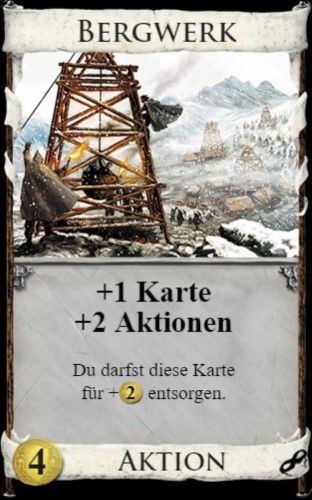 BERGWERK
+1 Karte
+2 Aktionen
Du darfst diese Karte
für +2 entsorgen.
4 AKTION